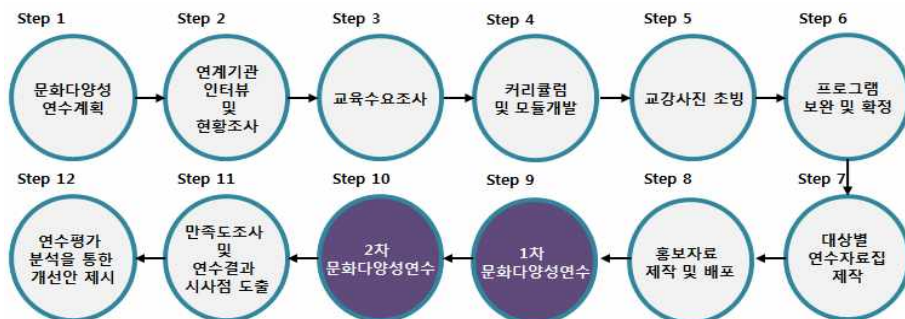 Step 1
문화다양성
연수계획
Step 2
연계기관
인터뷰
및
현황조사
Step 3
교육수요조사
Step 4
커리큘럼
및 모듈개발
Step 5
교강사진 초빙
Step 6
프로그램
보완 및 확정
Step 7
대상별
연수자료집
제작
Step 8
홍보자료
제작 및 배포
Step 9
1차
문화다양성연수
Step 10
2차
문화다양성연수
Step 11
만족도조사
및
연수결과
시사점 도출
Step 12
연수평가
분석을 통한
개선안 제시